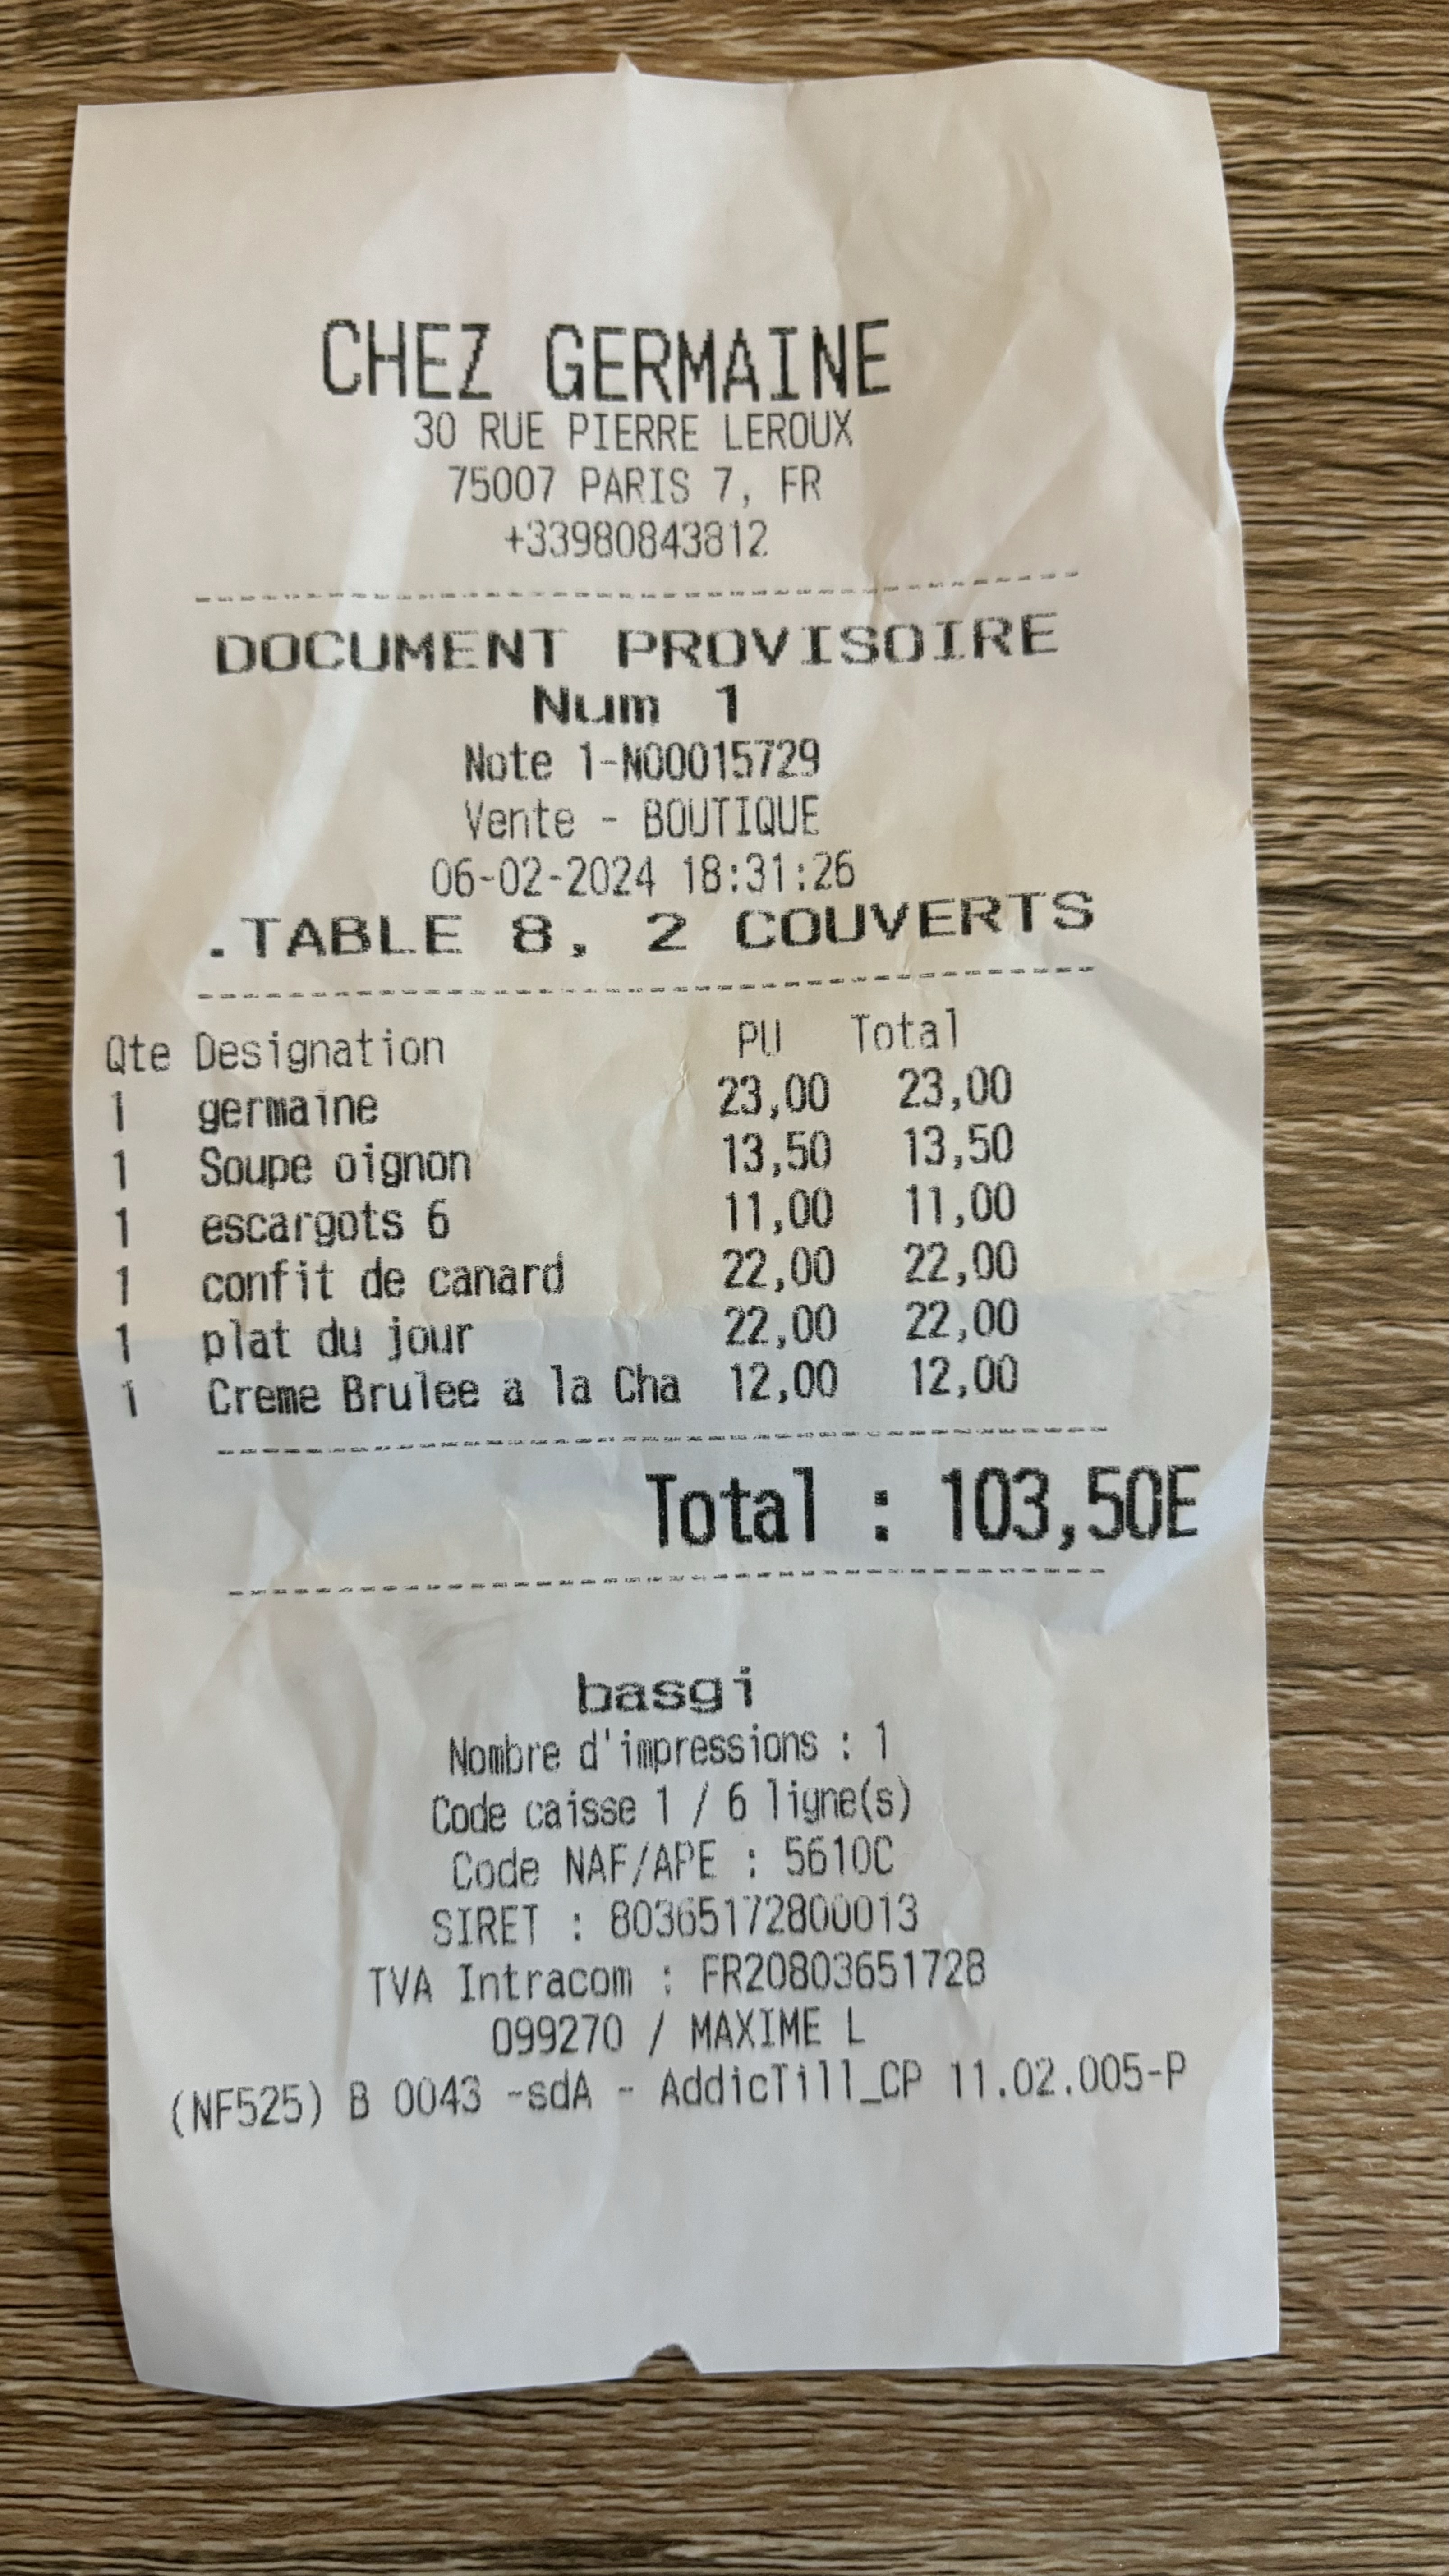 CHEZ GERMAINE
30 RUE PIERRE LEROUX
75007 PARIS 7, FR
+33980843812
DOCUMENT PROVISOIRE
Num 1
Note 1-N00015729
Vente - BOUTIQUE
06-02-2024 18:31:26
.TABLE 8, 2 COUVERTS
Qte Designation PU Total
1 germaine 23,00 23,00
1 Soupe oignon 13,50 13,50
1 escargots 6 11,00 11,00
1 confit de canard 22,00 22,00
1 plat du jour 22,00 22,00
1 Creme Brulee a la Cha 12,00 12,00
Total : 103,50E
basgi
Nombre d'impressions : 1
Code caisse 1 / 6 ligne(s)
Code NAF/APE : 5610C
SIRET : 80365172800013
TVA Intracom : FR20803651728
099270 / MAXIME L
(NF525) B 0043 -sdA - AddicTill_CP 11.02.005-P